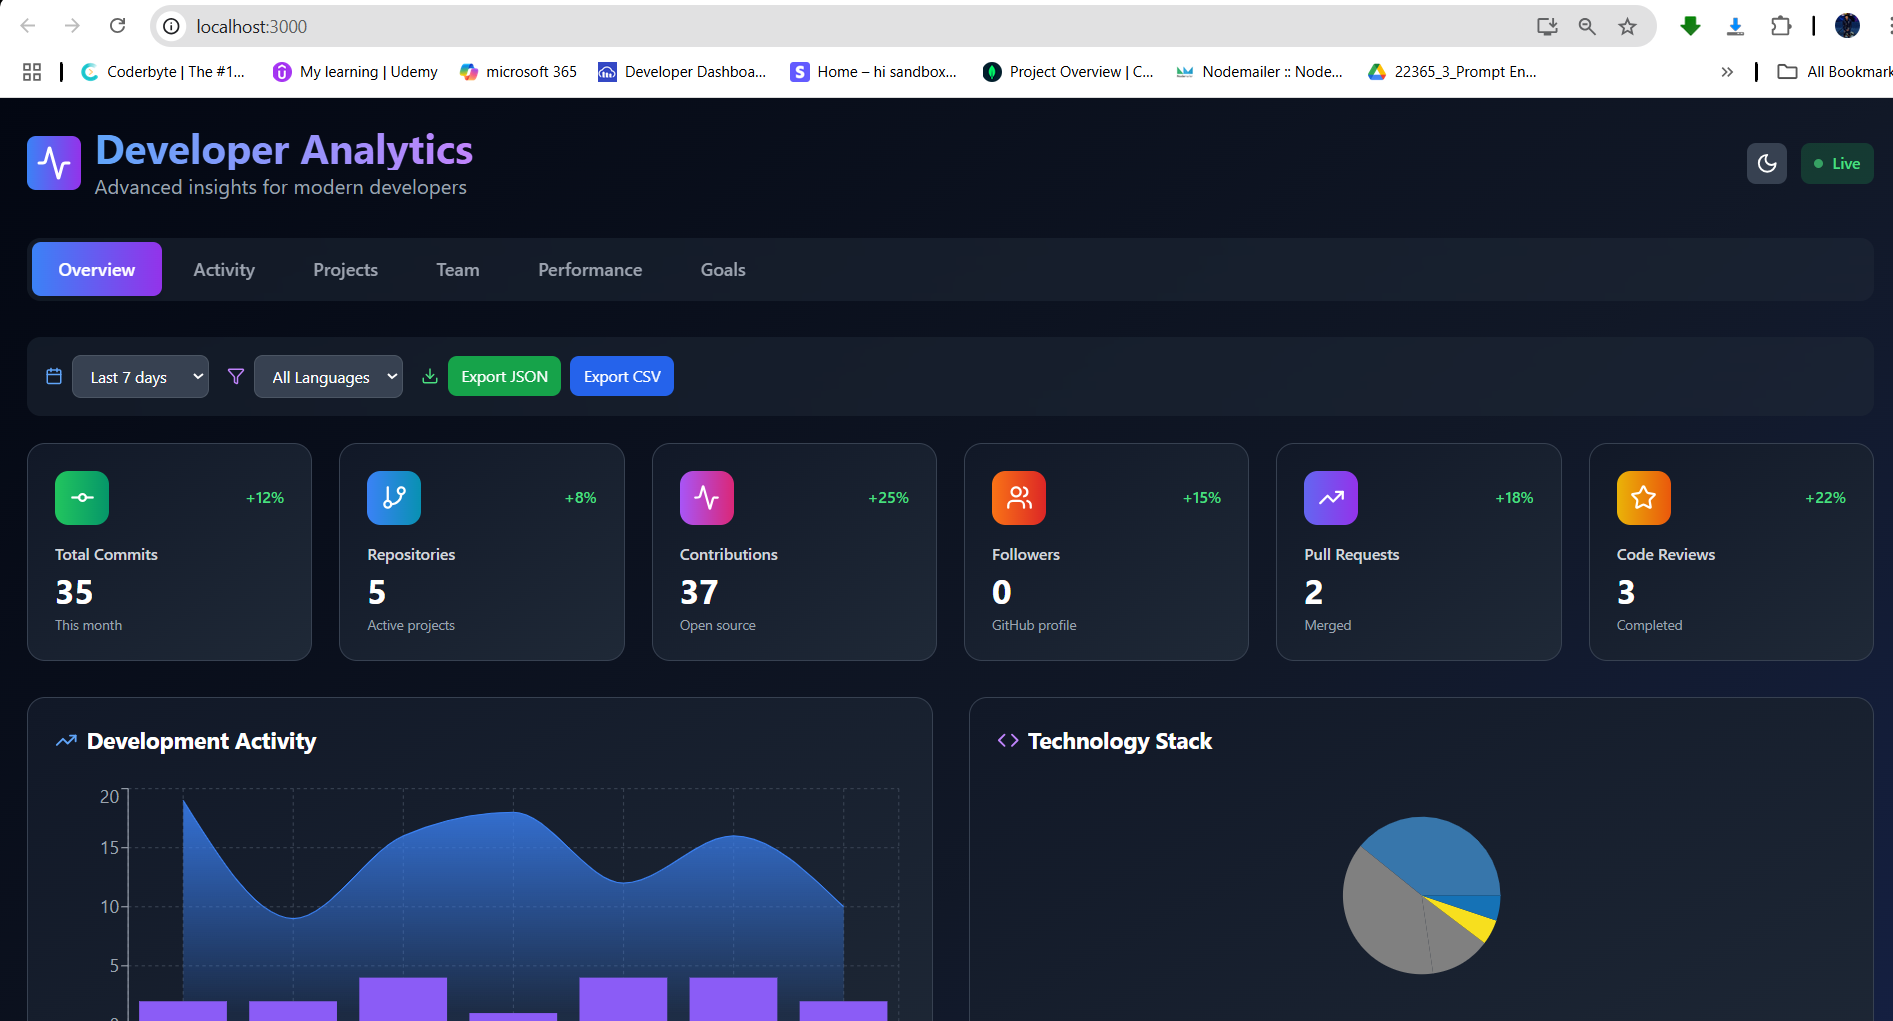 localhost:3000
Coderbyte | The #1...
My learning | Udemy
microsoft 365
Developer Dashboa...
Home – hi sandbox...
Project Overview | C...
Nodemailer :: Node...
22365_3_Prompt En...
All Bookmark
Developer Analytics
Advanced insights for modern developers
Live
Overview
Activity
Projects
Team
Performance
Goals
Last 7 days
All Languages
Export JSON
Export CSV
+12%
Total Commits
35
This month
+8%
Repositories
5
Active projects
+25%
Contributions
37
Open source
+15%
Followers
0
GitHub profile
+18%
Pull Requests
2
Merged
+22%
Code Reviews
3
Completed
Development Activity
20
15
10
5
Technology Stack